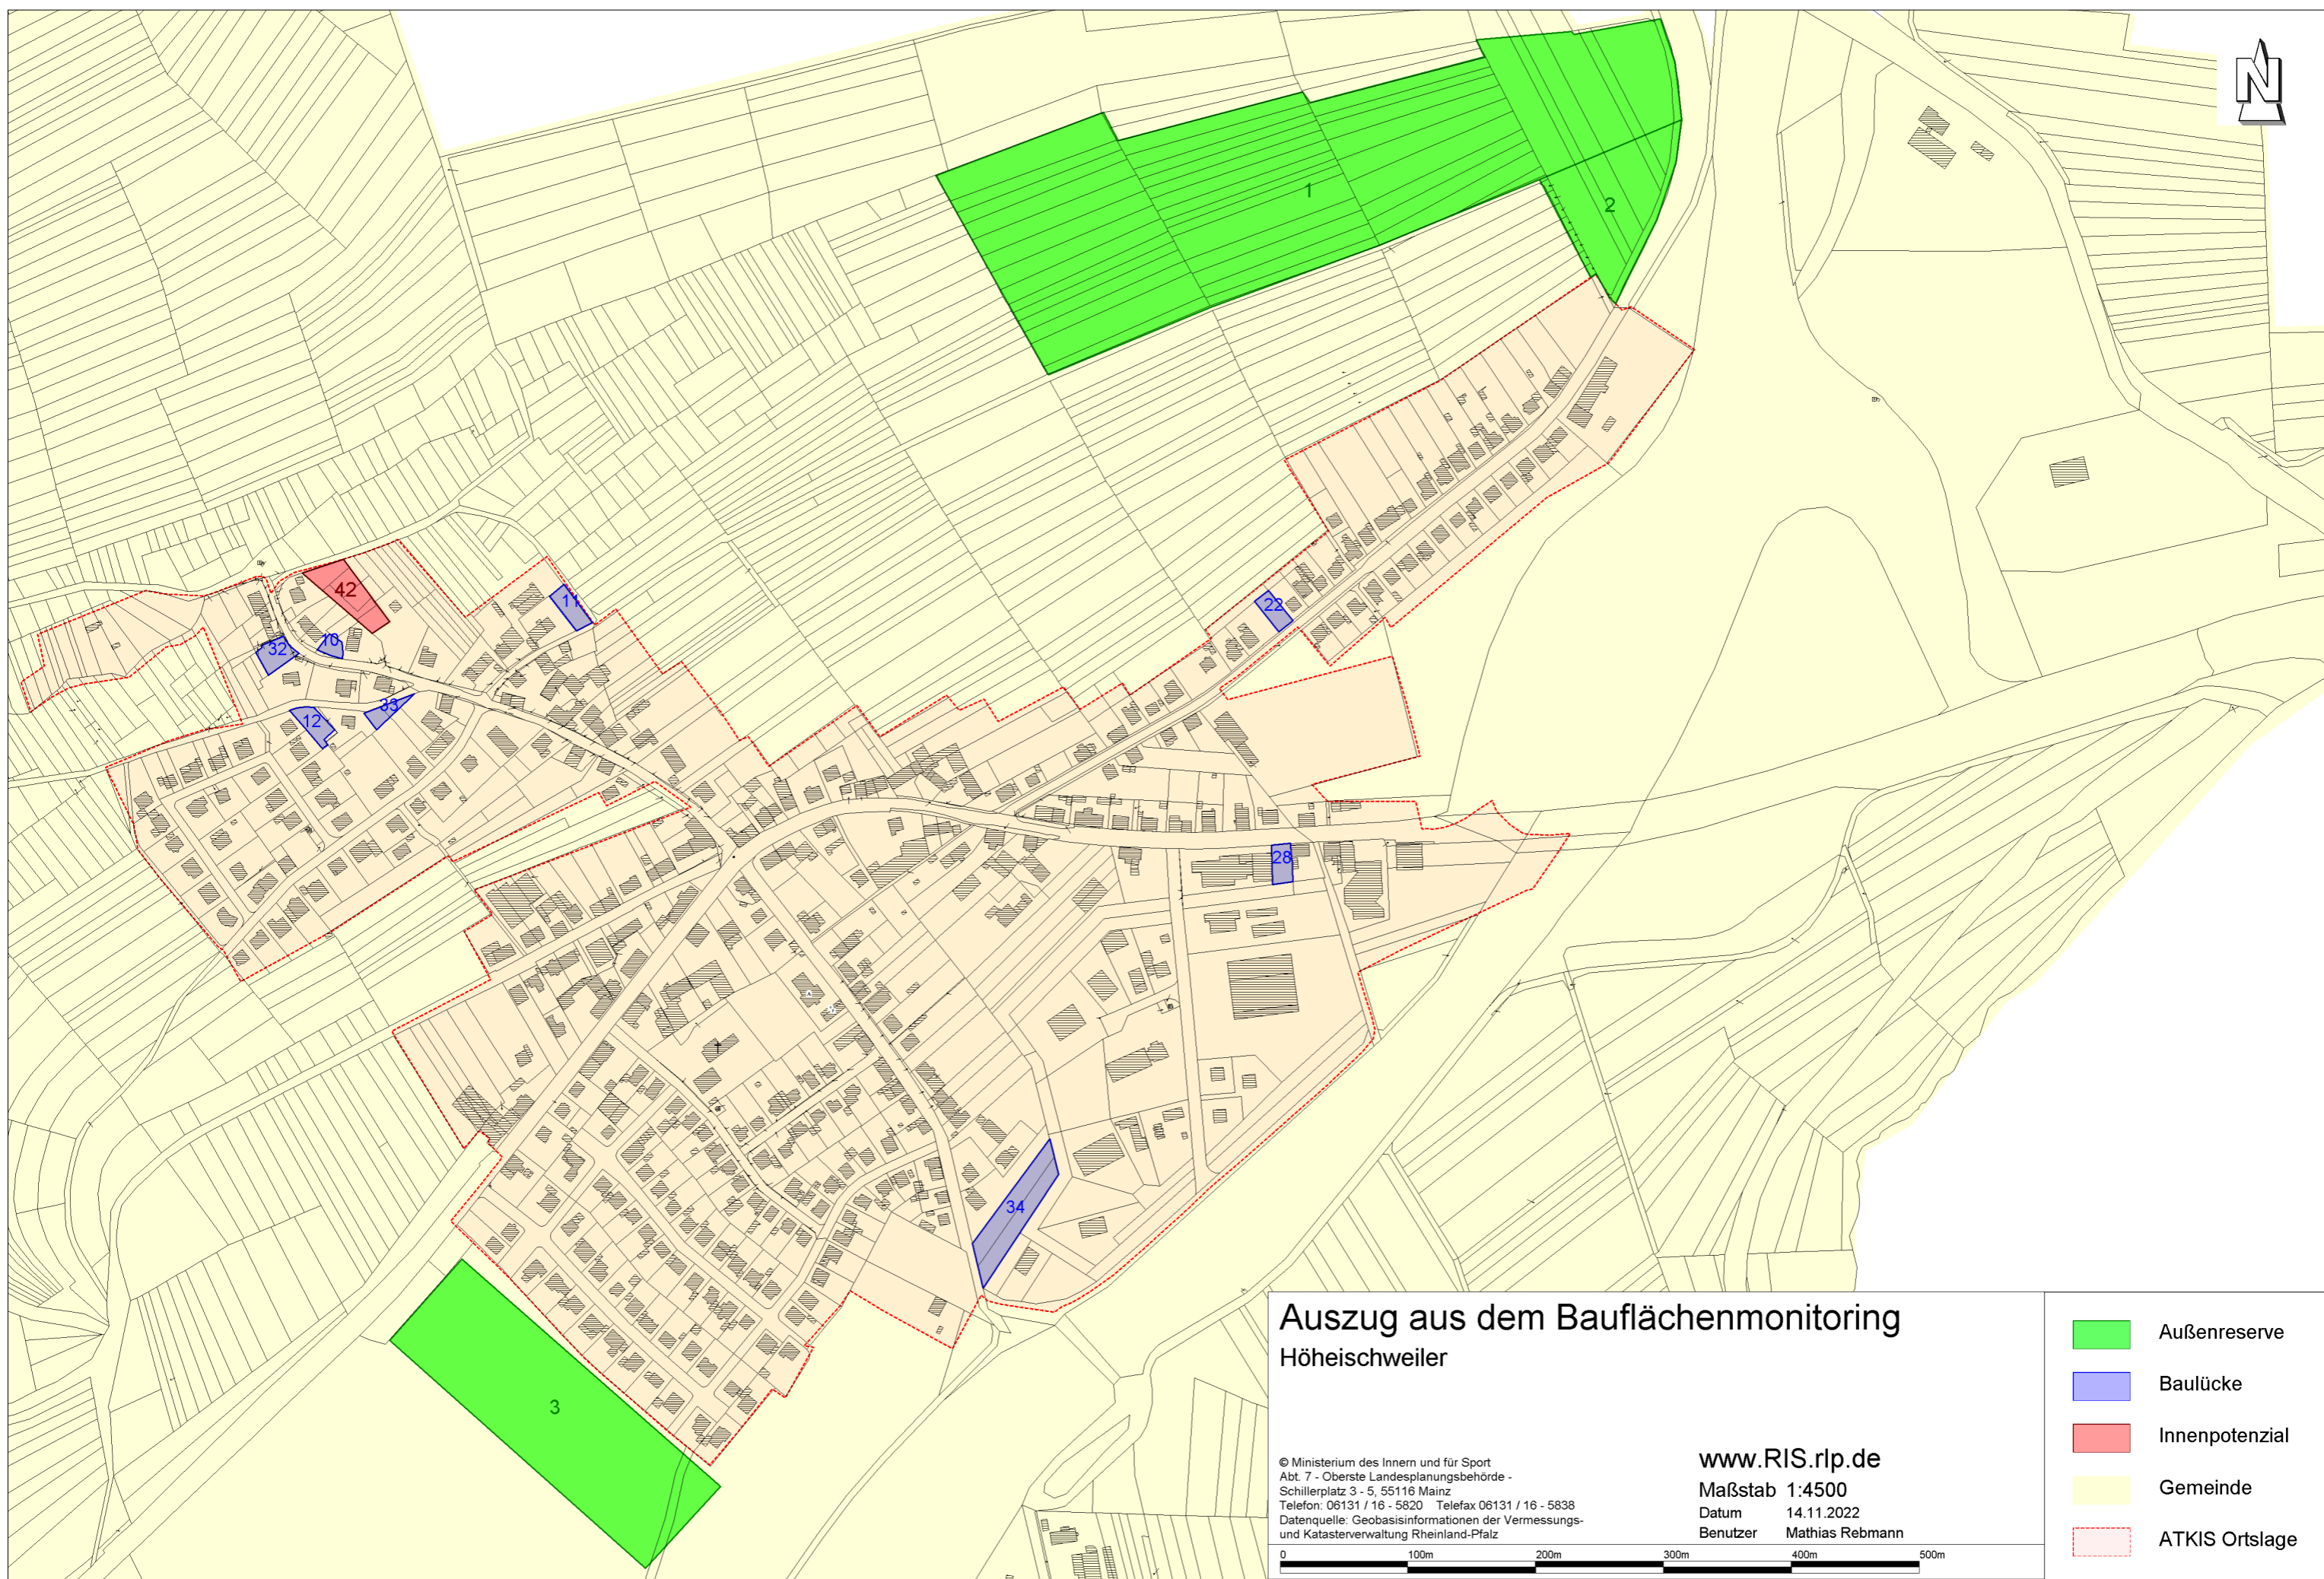 N
1
2
42
11
22
10
32
33
12
28
34
3
Auszug aus dem Bauflächenmonitoring
Höheischweiler
© Ministerium des Innern und für Sport
Abt. 7 - Oberste Landesplanungsbehörde -
Schillerplatz 3 - 5, 55116 Mainz
Telefon: 06131 / 16 - 5820 Telefax 06131 / 16 - 5838
Datenquelle: Geobasisinformationen der Vermessungs-
und Katasterverwaltung Rheinland-Pfalz
www.RIS.rlp.de
Maßstab 1:4500
Datum 14.11.2022
Benutzer Mathias Rebmann
0 100m 200m 300m 400m 500m
Außenreserve
Baulücke
Innenpotenzial
Gemeinde
ATKIS Ortslage